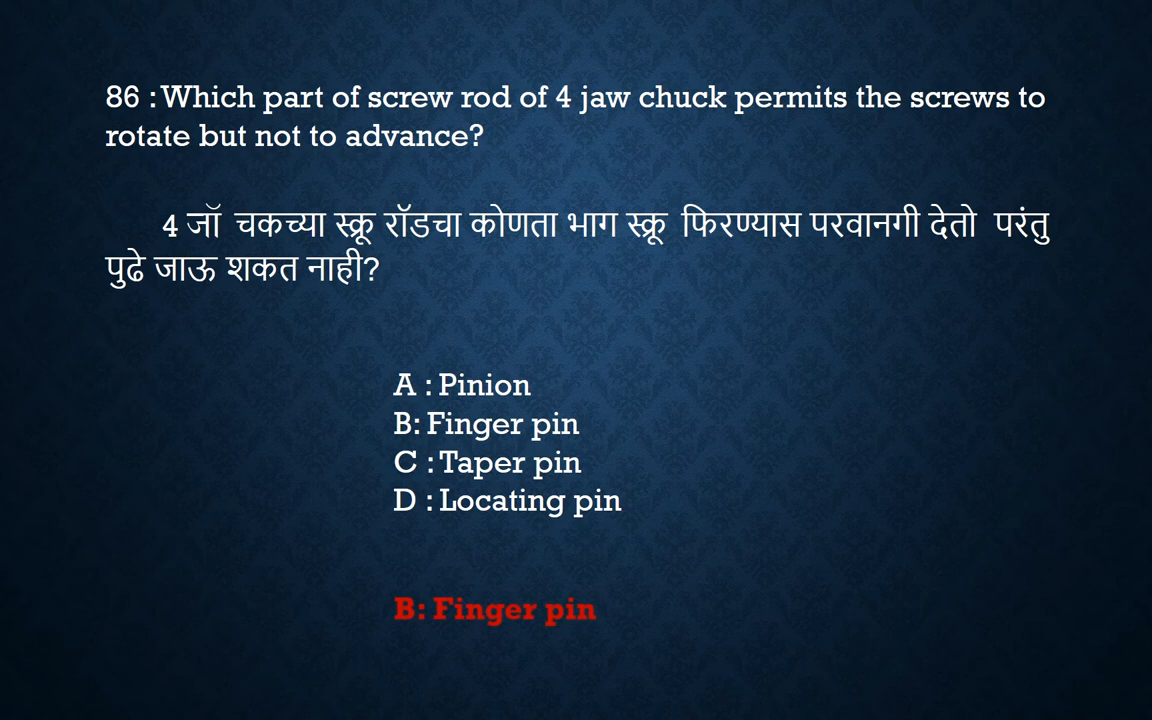 86 : Which part of screw rod of 4 jaw chuck permits the screws to
rotate but not to advance?
4 जॉ चकच्या स्क्रू रॉडचा कोणता भाग स्क्रू फिरण्यास परवानगी देतो परंतु
पुढे जाऊ शकत नाही?
A : Pinion
B: Finger pin
C : Taper pin
D : Locating pin
B: Finger pin